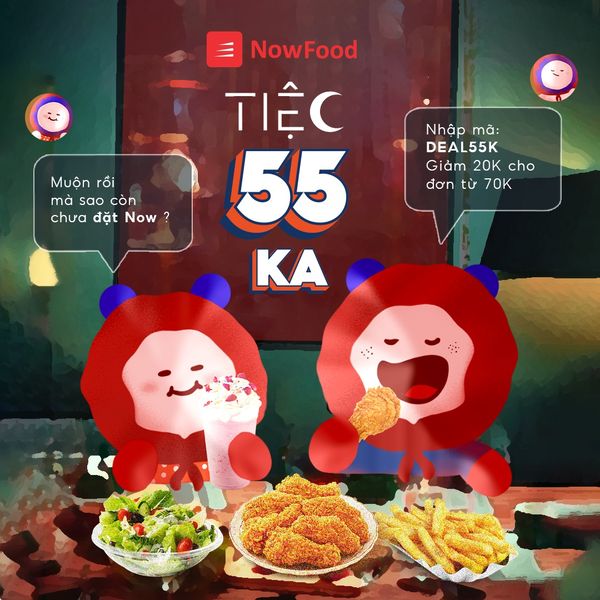 NowFood
TIỆC
55
KA
Muộn rồi
mà sao còn
chưa đặt Now ?
Nhập mã:
DEAL55K
Giảm 20K cho
đơn từ 70K